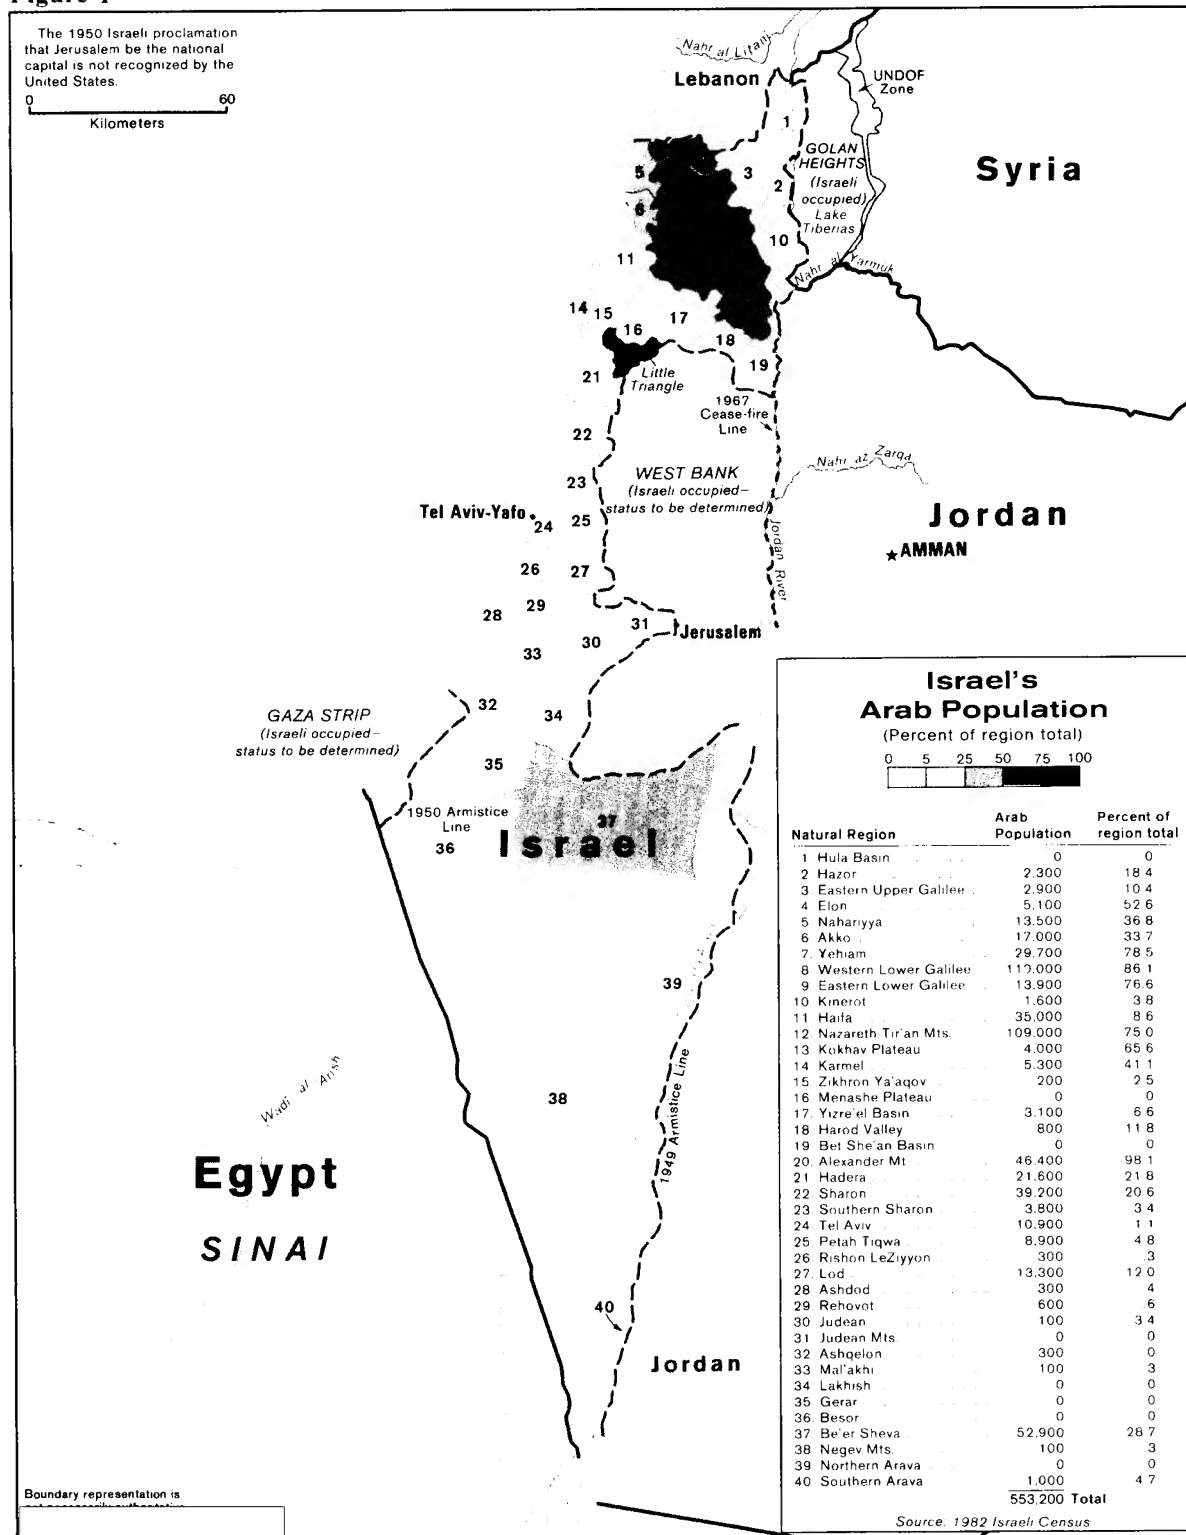 Figure 1
The 1950 Israeli proclamation
that Jerusalem be the national
capital is not recognized by the
United States.
0 60
Kilometers
Nahr al Litani
Lebanon
UNDOF
Zone
1
GOLAN
HEIGHTS
(Israeli
occupied)
Lake
Tiberias
Syria
5
3
2
6
10
11
Nahr al Yarmuk
14
15
16
17
18
19
21
Little
Triangle
1967
Cease-fire
Line
22
23
WEST BANK
(Israeli occupied—
status to be determined)
Nahr az Zarqa
Tel Aviv-Yafo
24
25
Jordan
AMMAN
Jordan River
26
27
28
29
31
Jerusalem
30
33
32
GAZA STRIP
(Israeli occupied—
status to be determined)
34
35
1950 Armistice
Line
36
37
Israel
39
38
1949 Armistice Line
Wadi al Arish
Egypt
SINAI
40
Jordan
Boundary representation is
Israel's
Arab Population
(Percent of region total)
0 5 25 50 75 100
Natural Region Arab Population Percent of region total
1 Hula Basin 0 0
2 Hazor 2.300 18 4
3 Eastern Upper Galilee 2.900 10 4
4 Elon 5.100 52 6
5 Nahariyya 13.500 36 8
6 Akko 17.000 33 7
7. Yehiam 29.700 78 5
8 Western Lower Galilee 110.000 86 1
9 Eastern Lower Galilee 13.900 76.6
10 Kinerot 1.600 3 8
11 Haifa 35,000 8 6
12 Nazareth Tir'an Mts. 109.000 75 0
13 Kokhav Plateau 4.000 65 6
14 Karmel 5.300 41 1
15 Zikhron Ya'aqov 200 2 5
16 Menashe Plateau 0 0
17. Yizre'el Basin 3.100 6 6
18 Harod Valley 800 11 8
19 Bet She'an Basin 0 0
20. Alexander Mt 46.400 98 1
21 Hadera 21.600 21 8
22 Sharon 39.200 20 6
23 Southern Sharon 3.800 3 4
24 Tel Aviv 10.900 1 1
25 Petah Tiqwa 8,900 4 8
26 Rishon LeZiyyon 300 .3
27. Lod 13,300 12 0
28 Ashdod 300 4
29 Rehovot 600 .6
30 Judean 100 3 4
31 Judean Mts 0 0
32 Ashqelon 300 0
33 Mal'akhi 100 3
34 Lakhish 0 0
35 Gerar 0 0
36. Besor 0 0
37 Be'er Sheva 52,900 28 7
38 Negev Mts. 100 3
39 Northern Arava 0 0
40 Southern Arava 1,000 4 7
553,200 Total
Source: 1982 Israeli Census